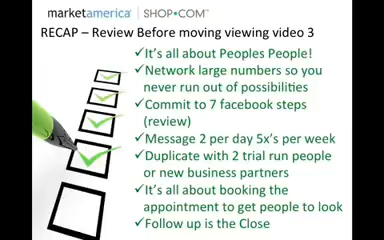 marketamerica | SHOP•COM™
RECAP – Review Before moving viewing video 3
It's all about Peoples People!
Network large numbers so you
never run out of possibilities
Commit to 7 facebook steps
(review)
Message 2 per day 5x's per week
Duplicate with 2 trial run people
or new business partners
It's all about booking the
appointment to get people to look
Follow up is the Close